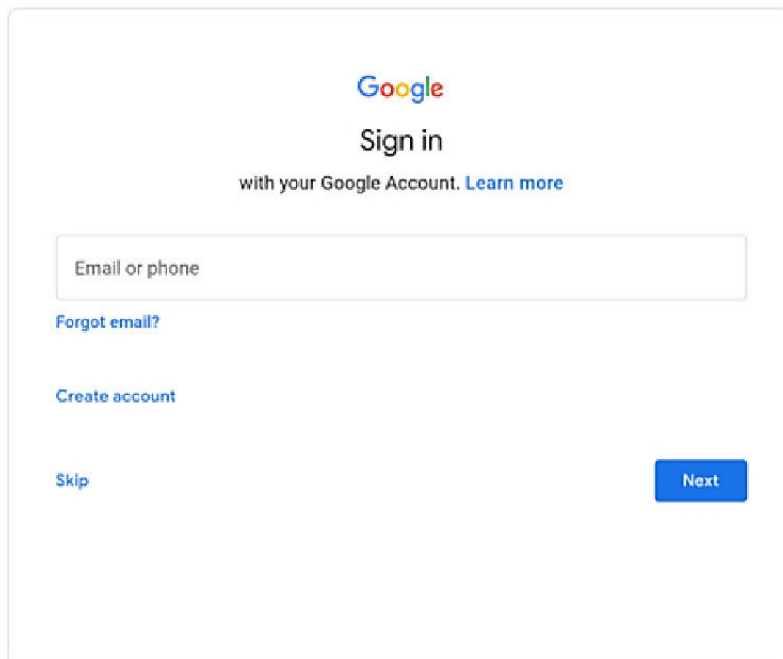 Google
Sign in
with your Google Account. Learn more
Email or phone
Forgot email?
Create account
Skip
Next